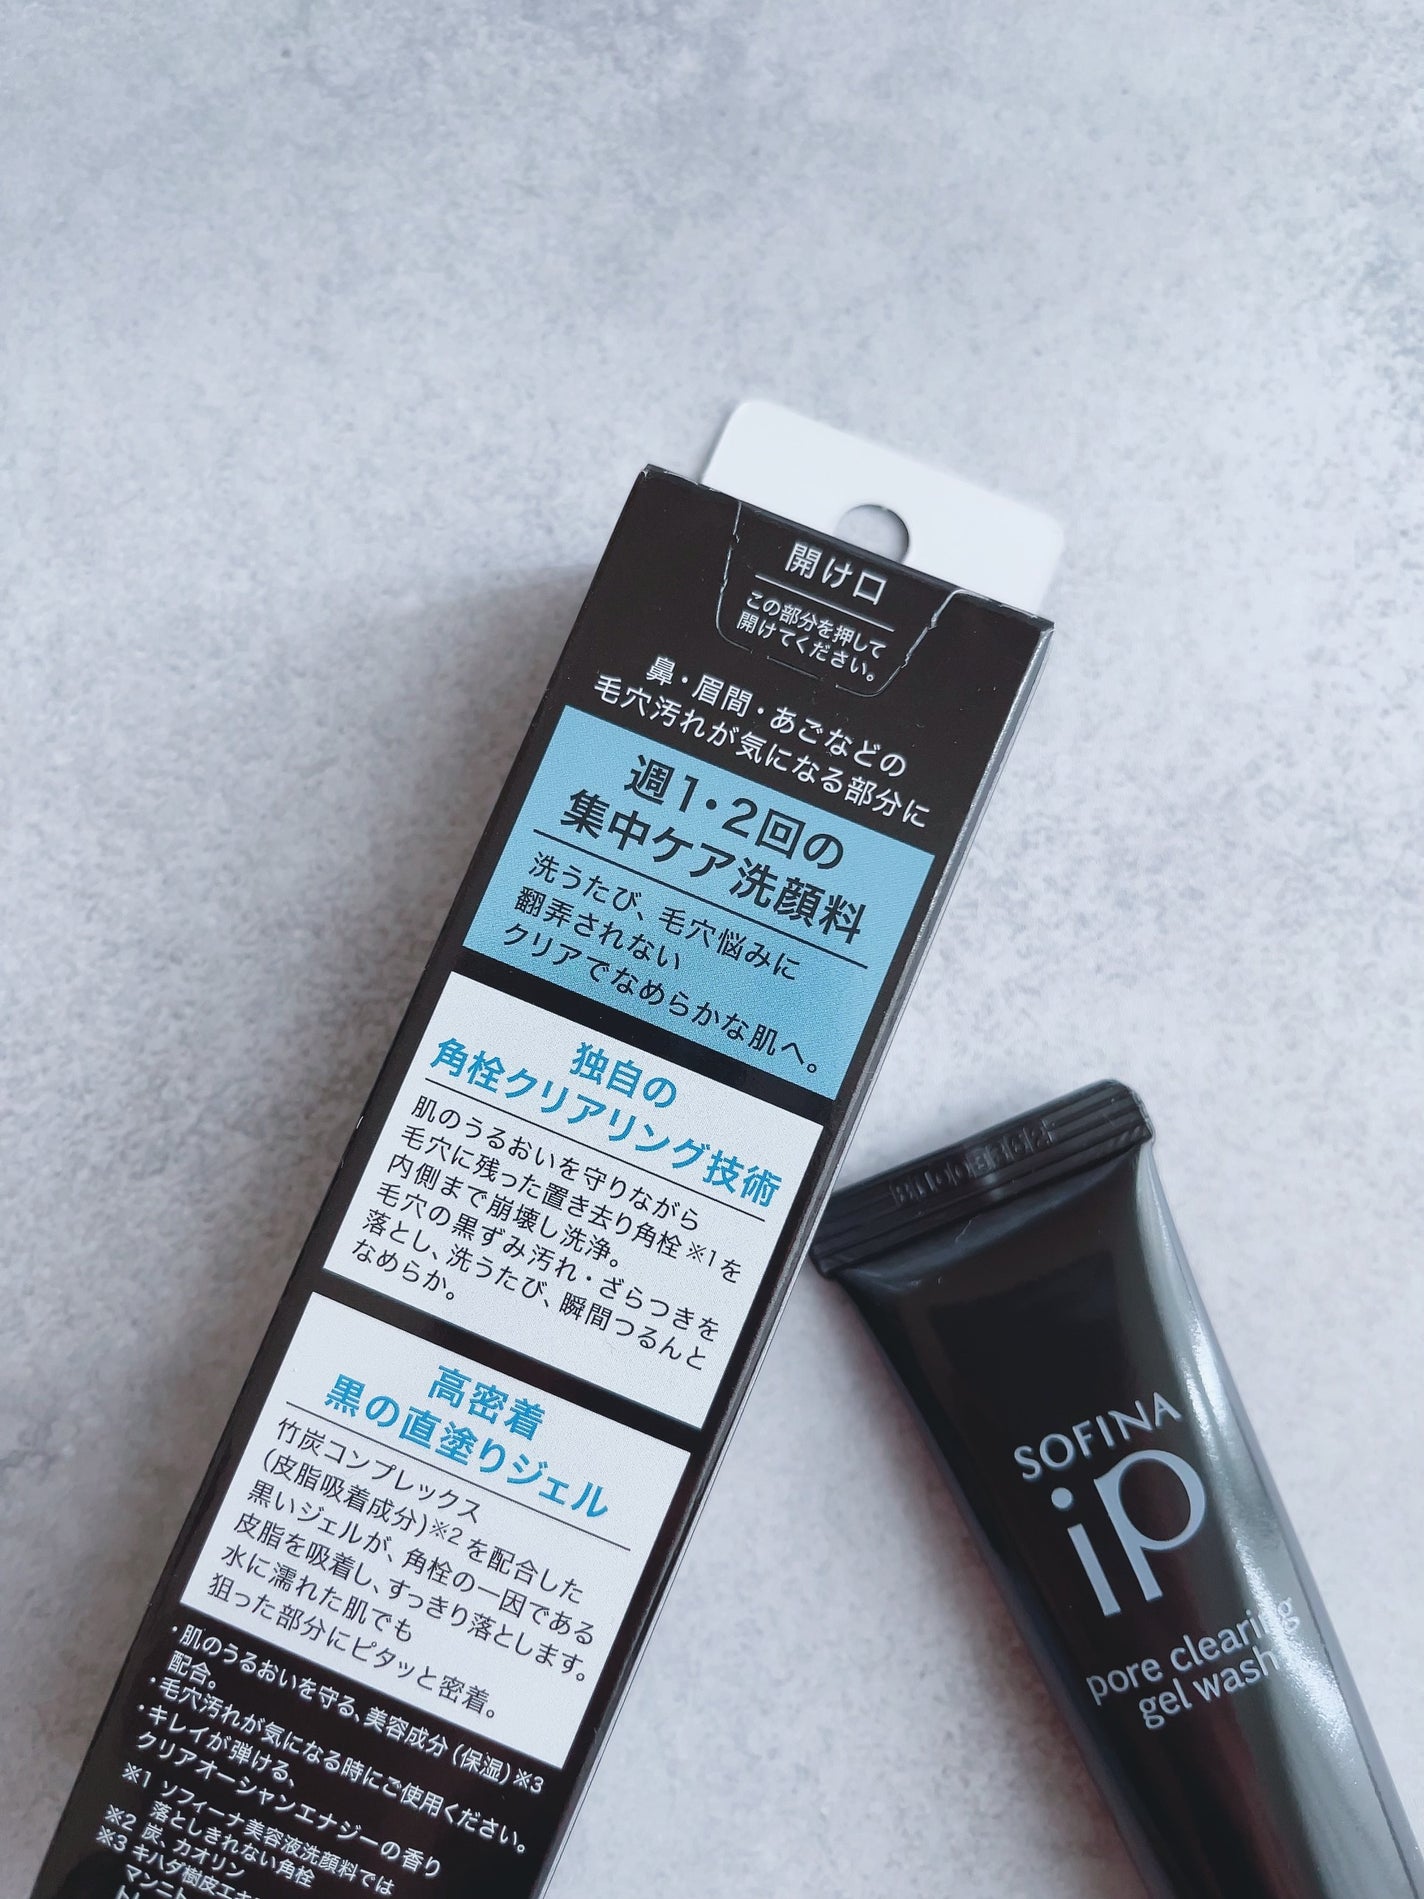 開け口
この部分を押して
開けてください。
鼻・眉間・あごなどの
毛穴汚れが気になる部分に
週1・2回の
集中ケア洗顔料
洗うたび、毛穴悩みに
翻弄されない
クリアでなめらかな肌へ。
独自の
角栓クリアリング技術
肌のうるおいを守りながら
毛穴に残った置き去り角栓※1を
内側まで崩壊し洗浄。
毛穴の黒ずみ汚れ・ざらつきを
落とし、洗うたび、瞬間つるんと
なめらか。
高密着
黒の直塗りジェル
竹炭コンプレックス
(皮脂吸着成分)※2を配合した
黒いジェルが、角栓の一因である
皮脂を吸着し、すっきり落とします。
水に濡れた肌でも
狙った部分にピタッと密着。
・肌のうるおいを守る、美容成分(保湿)※3
配合。
・毛穴汚れが気になる時にご使用ください。
・キレイが弾ける、
クリアオーシャンエナジーの香り
※1 ソフィーナ美容液洗顔料では
落としきれない角栓
※2 炭、カオリン
※3 キハダ樹皮エキ
SOFINA
ip
pore clearing
gel wash